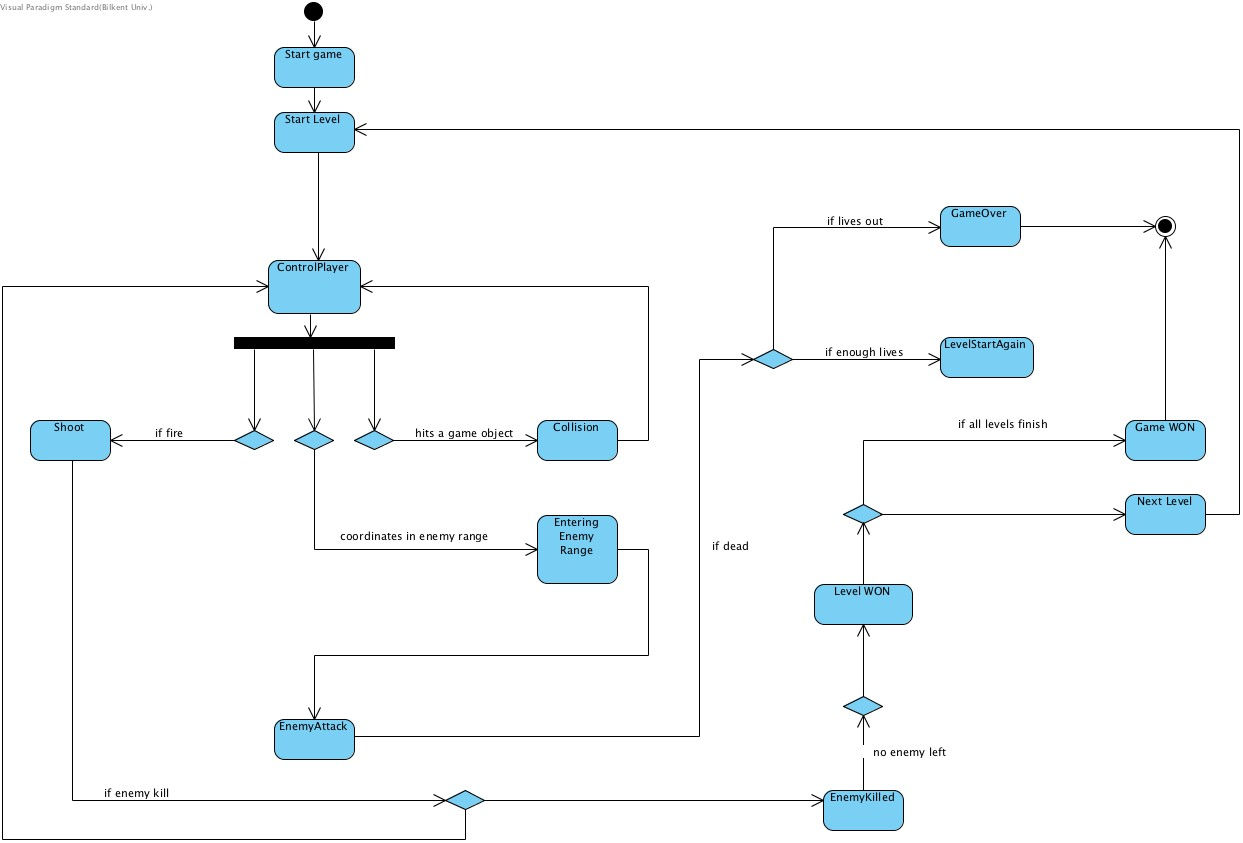 Visual Paradigm Standard(Bilkent Univ.)
Start game
Start Level
GameOver
if lives out
ControlPlayer
LevelStartAgain
if enough lives
Shoot
if fire
hits a game object
Collision
if all levels finish
Game WON
Next Level
Entering
Enemy
Range
coordinates in enemy range
if dead
Level WON
EnemyAttack
no enemy left
if enemy kill
EnemyKilled